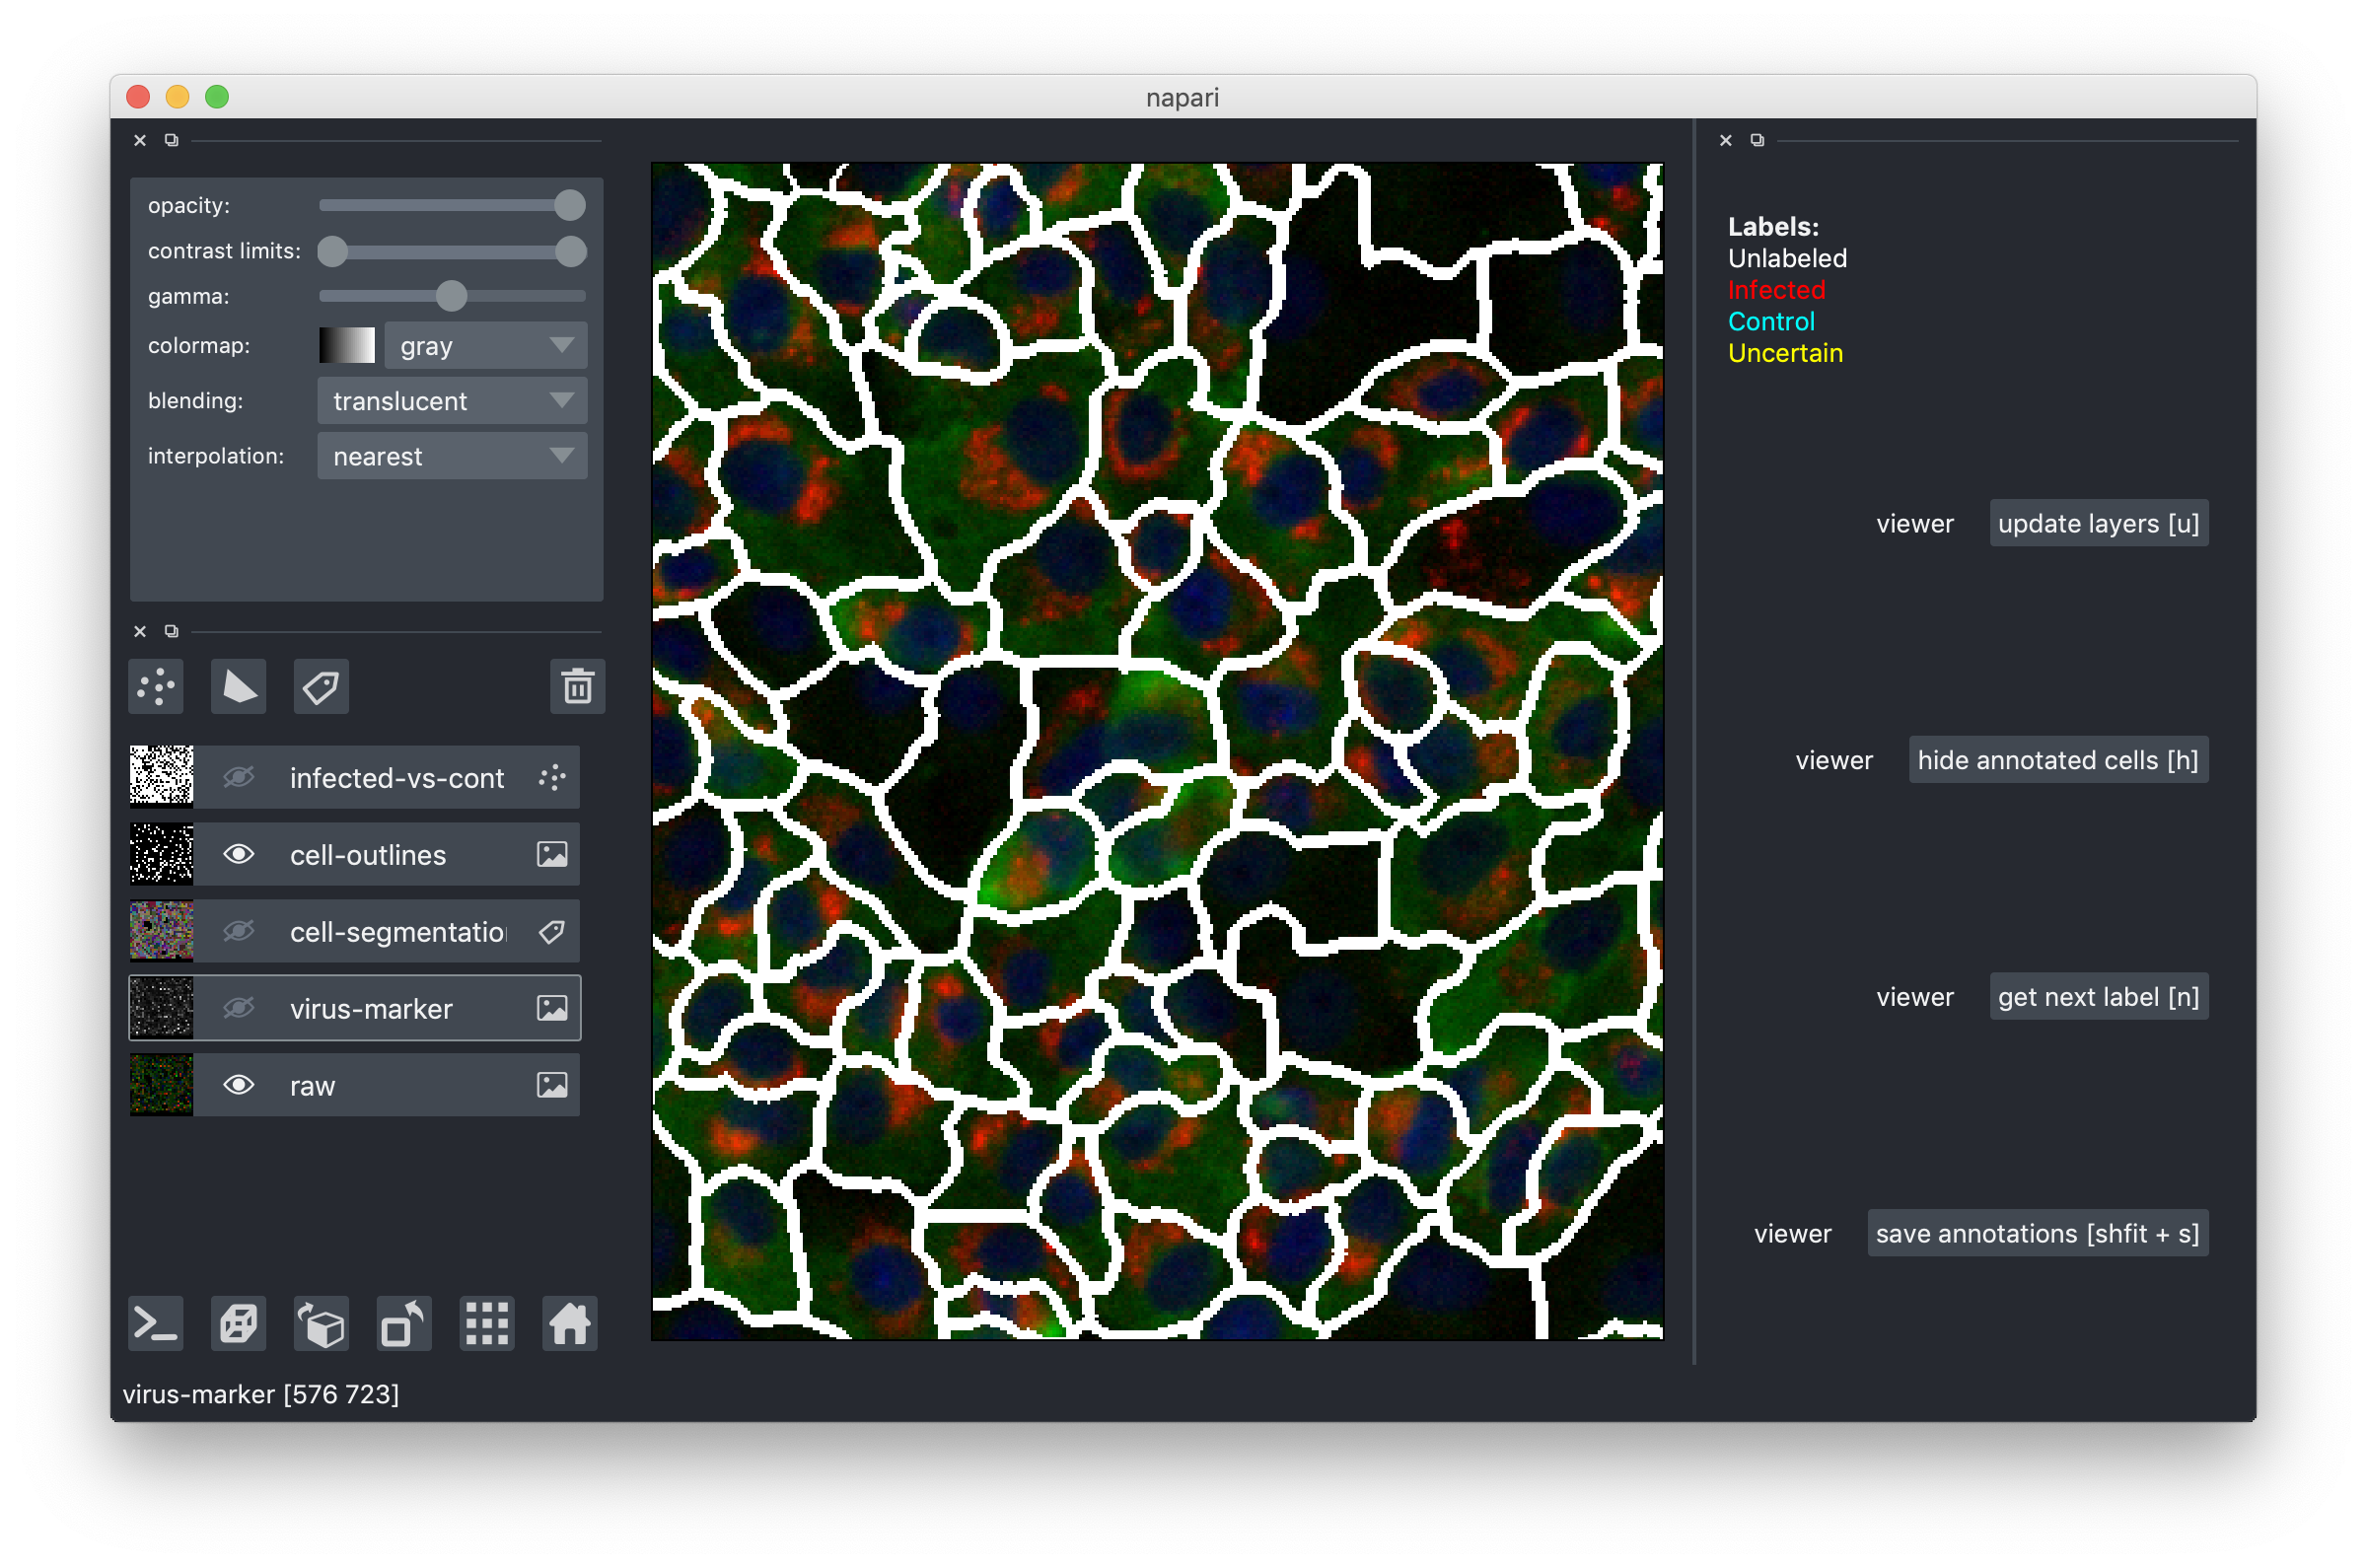 napari
opacity:
contrast limits:
gamma:
colormap: gray
blending: translucent
interpolation: nearest
infected-vs-cont
cell-outlines
cell-segmentatio
virus-marker
raw
virus-marker [576 723]
Labels:
Unlabeled
Infected
Control
Uncertain
viewer update layers [u]
viewer hide annotated cells [h]
viewer get next label [n]
viewer save annotations [shfit + s]